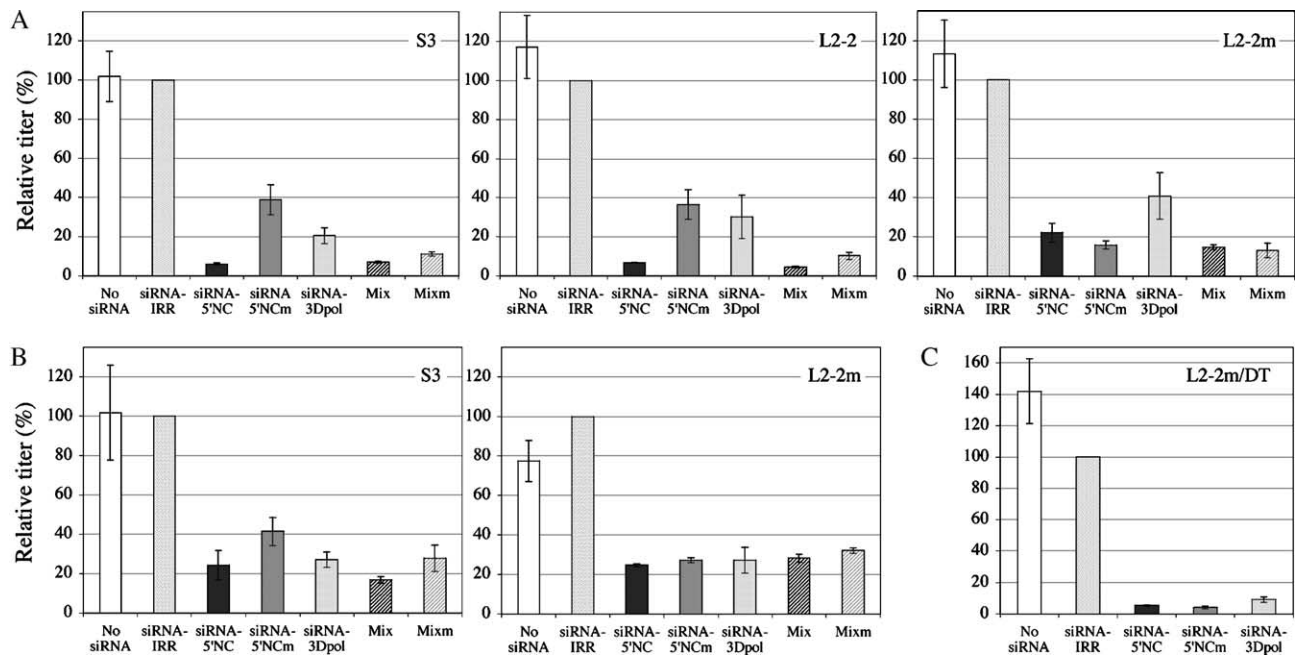 A
S3
L2-2
L2-2m
Relative titer (%)
120
100
80
60
40
20
0
120
100
80
60
40
20
0
120
100
80
60
40
20
0
No siRNA
siRNA-IRR
siRNA-5'NC
siRNA 5'NCm
siRNA-3Dpol
Mix
Mixm
No siRNA
siRNA-IRR
siRNA-5'NC
siRNA 5'NCm
siRNA-3Dpol
Mix
Mixm
No siRNA
siRNA-IRR
siRNA-5'NC
siRNA 5'NCm
siRNA-3Dpol
Mix
Mixm
B
S3
L2-2m
Relative titer (%)
120
100
80
60
40
20
0
120
100
80
60
40
20
0
No siRNA
siRNA-IRR
siRNA-5'NC
siRNA-5'NCm
siRNA-3Dpol
Mix
Mixm
No siRNA
siRNA-IRR
siRNA-5'NC
siRNA-5'NCm
siRNA-3Dpol
Mix
Mixm
C
L2-2m/DT
160
140
120
100
80
60
40
20
0
No siRNA
siRNA-IRR
siRNA-5'NC
siRNA-5'NCm
siRNA-3Dpol